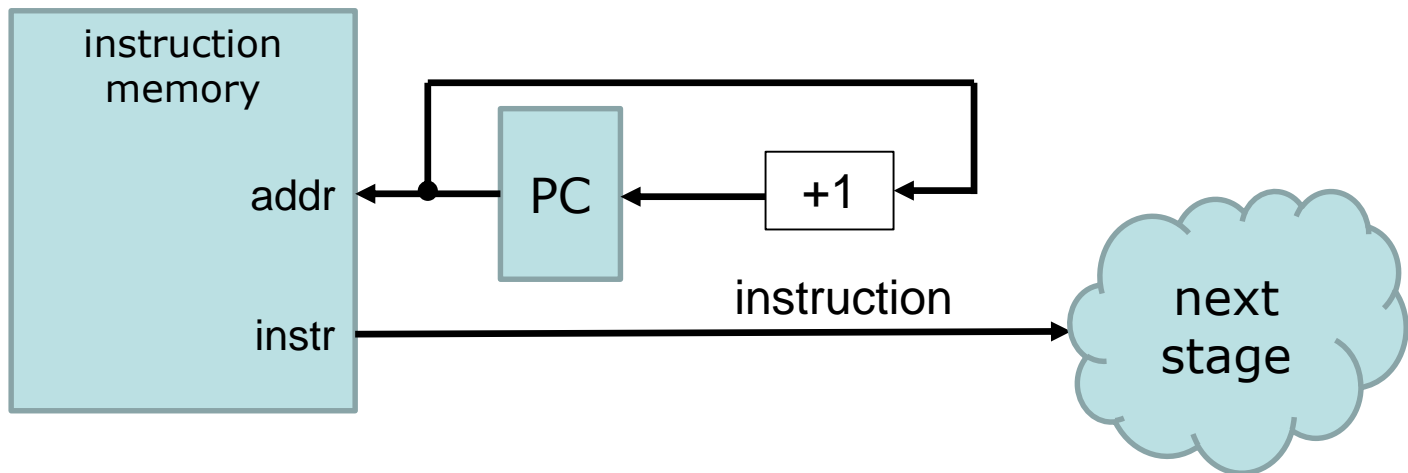 instruction
memory
addr
PC
+1
instruction
instr
next
stage